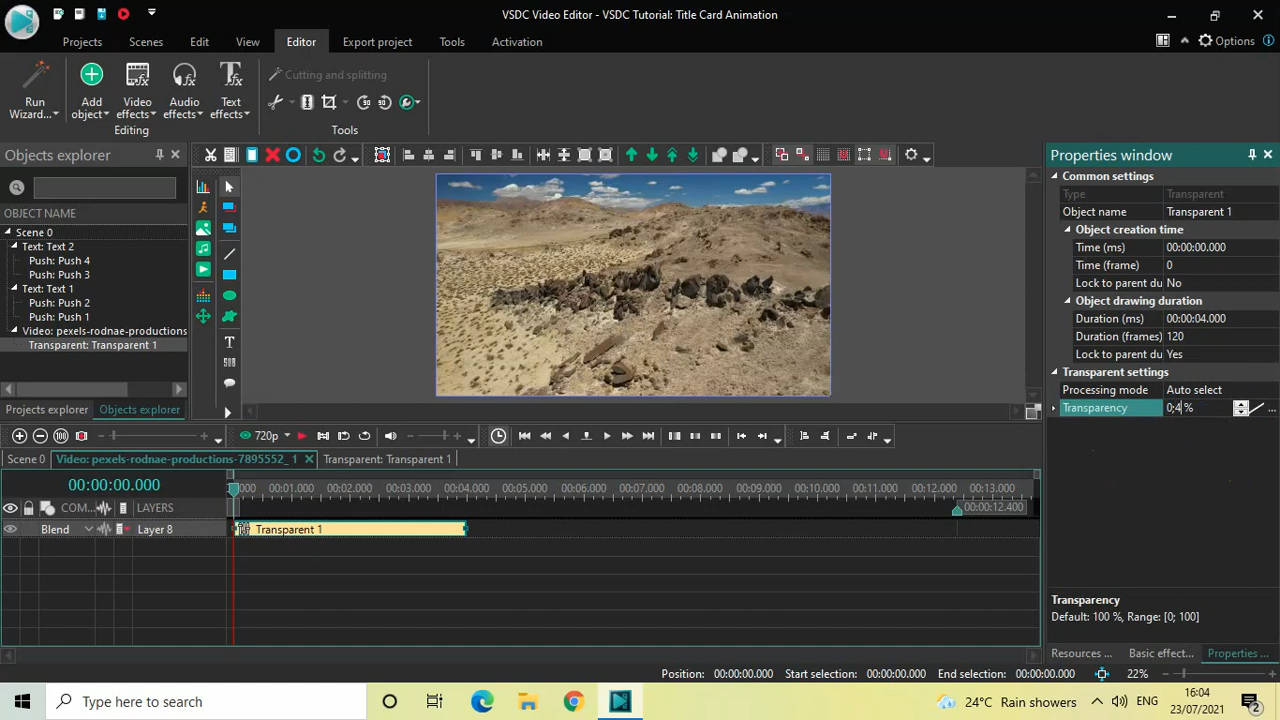 VSDC Video Editor - VSDC Tutorial: Title Card Animation
Projects Scenes Edit View Editor Export project Tools Activation
Options
Run Wizard...
Add object
Video effects
Audio effects
Text effects
Editing
Cutting and splitting
Tools
Objects explorer
OBJECT NAME
Scene 0
Text: Text 2
Push: Push 4
Push: Push 3
Text: Text 1
Push: Push 2
Push: Push 1
Video: pexels-rodnae-productions
Transparent: Transparent 1
Projects explorer Objects explorer
Properties window
Common settings
Type Transparent
Object name Transparent 1
Object creation time
Time (ms) 00:00:00.000
Time (frame) 0
Lock to parent du No
Object drawing duration
Duration (ms) 00:00:04.000
Duration (frames) 120
Lock to parent du Yes
Transparent settings
Processing mode Auto select
Transparency 0;4 %
Transparency
Default: 100 %, Range: [0; 100]
Resources ... Basic effect... Properties ...
720p
Scene 0 Video: pexels-rodnae-productions-7895552_1 Transparent: Transparent 1
00:00:00.000
000 00:01.000 00:02.000 00:03.000 00:04.000 00:05.000 00:06.000 00:07.000 00:08.000 00:09.000 00:10.000 00:11.000 00:12.000 00:13.000
COM... LAYERS
00:00:12.400
Blend Layer 8
Transparent 1
Position: 00:00:00.000 Start selection: 00:00:00.000 End selection: 00:00:00.000 22%
Type here to search
24°C Rain showers
ENG
16:04
23/07/2021
2